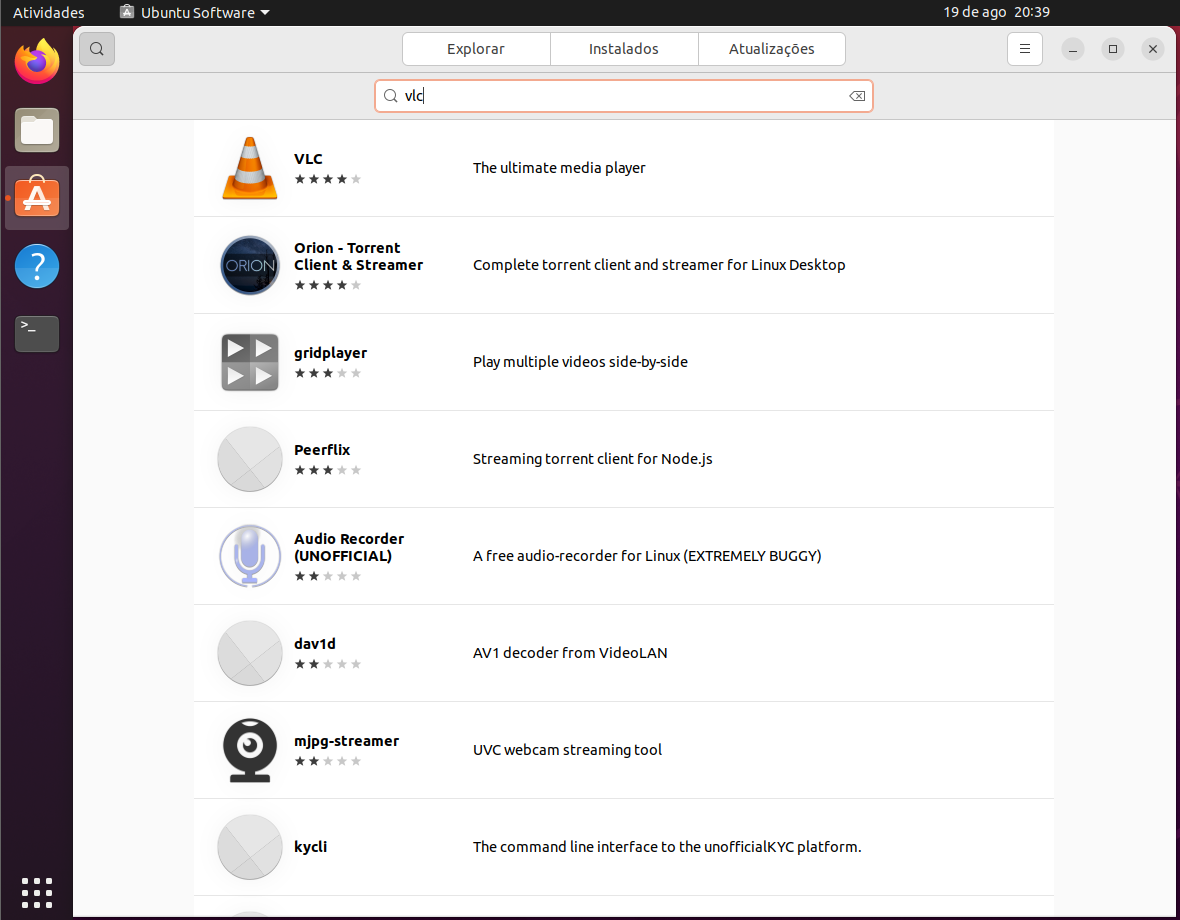 Atividades
Ubuntu Software
19 de ago 20:39
Explorar
Instalados
Atualizações
vlc
VLC
The ultimate media player
Orion - Torrent
Client & Streamer
ORION
Complete torrent client and streamer for Linux Desktop
gridplayer
Play multiple videos side-by-side
Peerflix
Streaming torrent client for Node.js
Audio Recorder
(UNOFFICIAL)
A free audio-recorder for Linux (EXTREMELY BUGGY)
dav1d
AV1 decoder from VideoLAN
mjpg-streamer
UVC webcam streaming tool
kycli
The command line interface to the unofficialKYC platform.